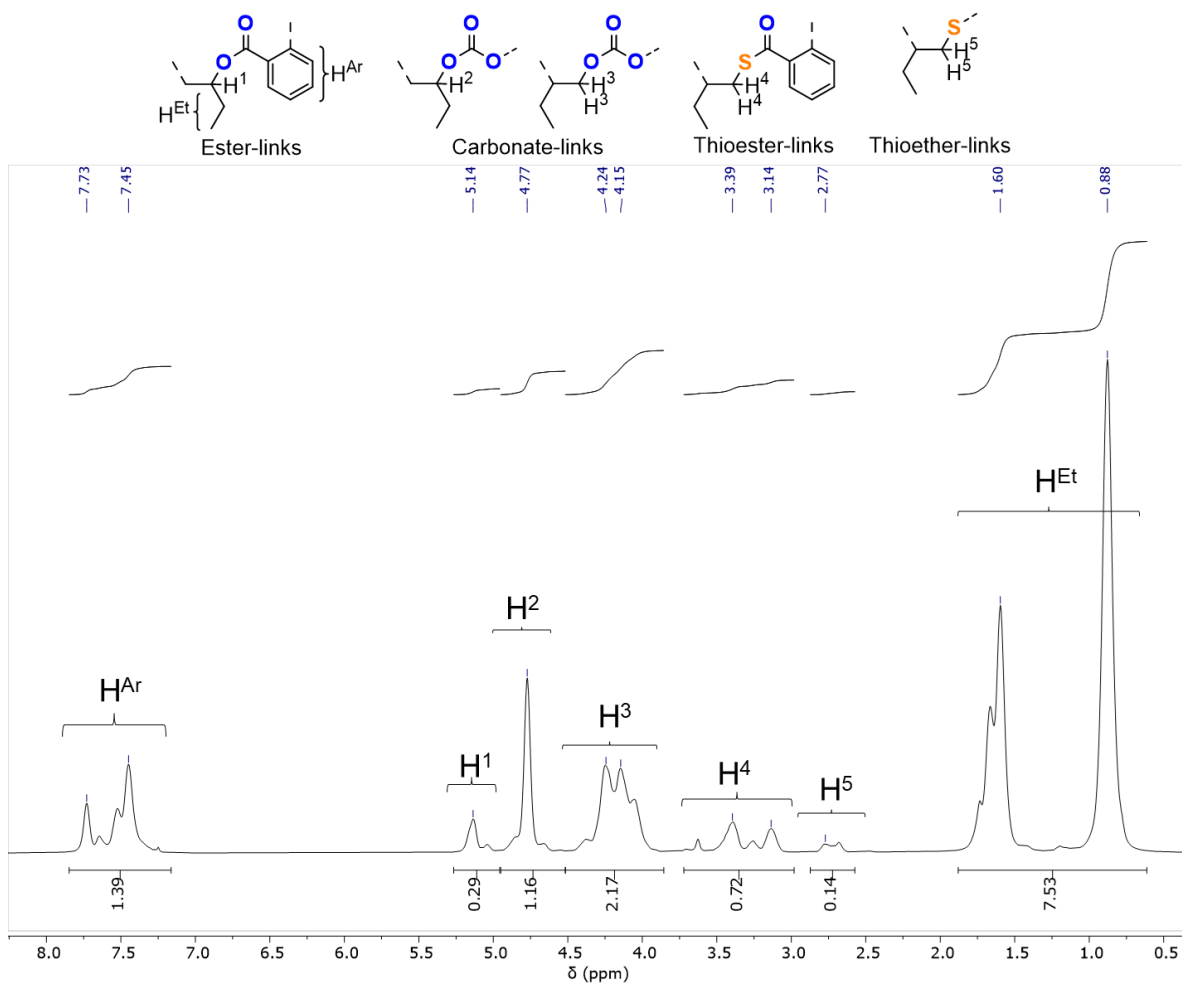 O O O O I
O I O O O O S O I S
H¹ H^Ar H² H³ H³ H⁴ H⁴ H⁵ H⁵
H^Et
Ester-links Carbonate-links Thioester-links Thioether-links
7.73 7.45 5.14 4.77 4.24 4.15 3.39 3.14 2.77 1.60 0.88
H^Et
H²
H^Ar H³
H¹ H⁴ H⁵
1.39 0.29 1.16 2.17 0.72 0.14 7.53
8.0 7.5 7.0 6.5 6.0 5.5 5.0 4.5 4.0 3.5 3.0 2.5 2.0 1.5 1.0 0.5
δ (ppm)